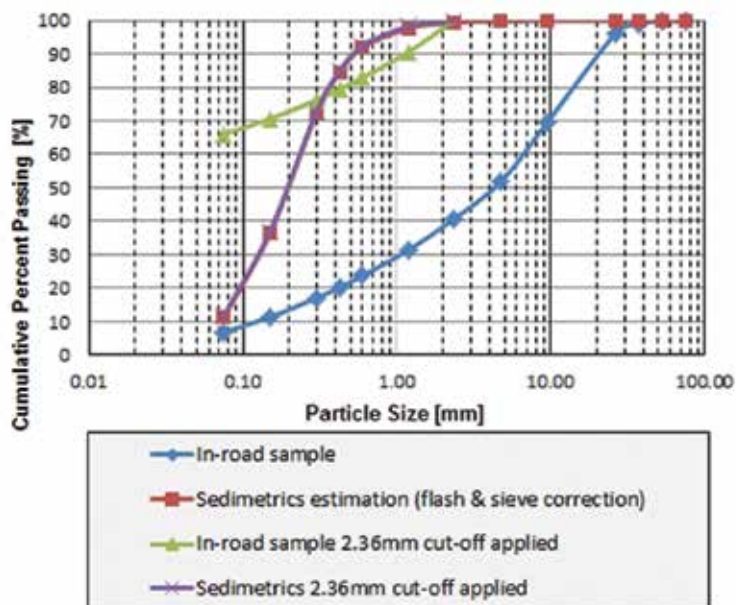 Cumulative Percent Passing [%]
100
90
80
70
60
50
40
30
20
10
0
0.01 0.10 1.00 10.00 100.00
Particle Size [mm]
In-road sample
Sedimetrics estimation (flash & sieve correction)
In-road sample 2.36mm cut-off applied
Sedimetrics 2.36mm cut-off applied